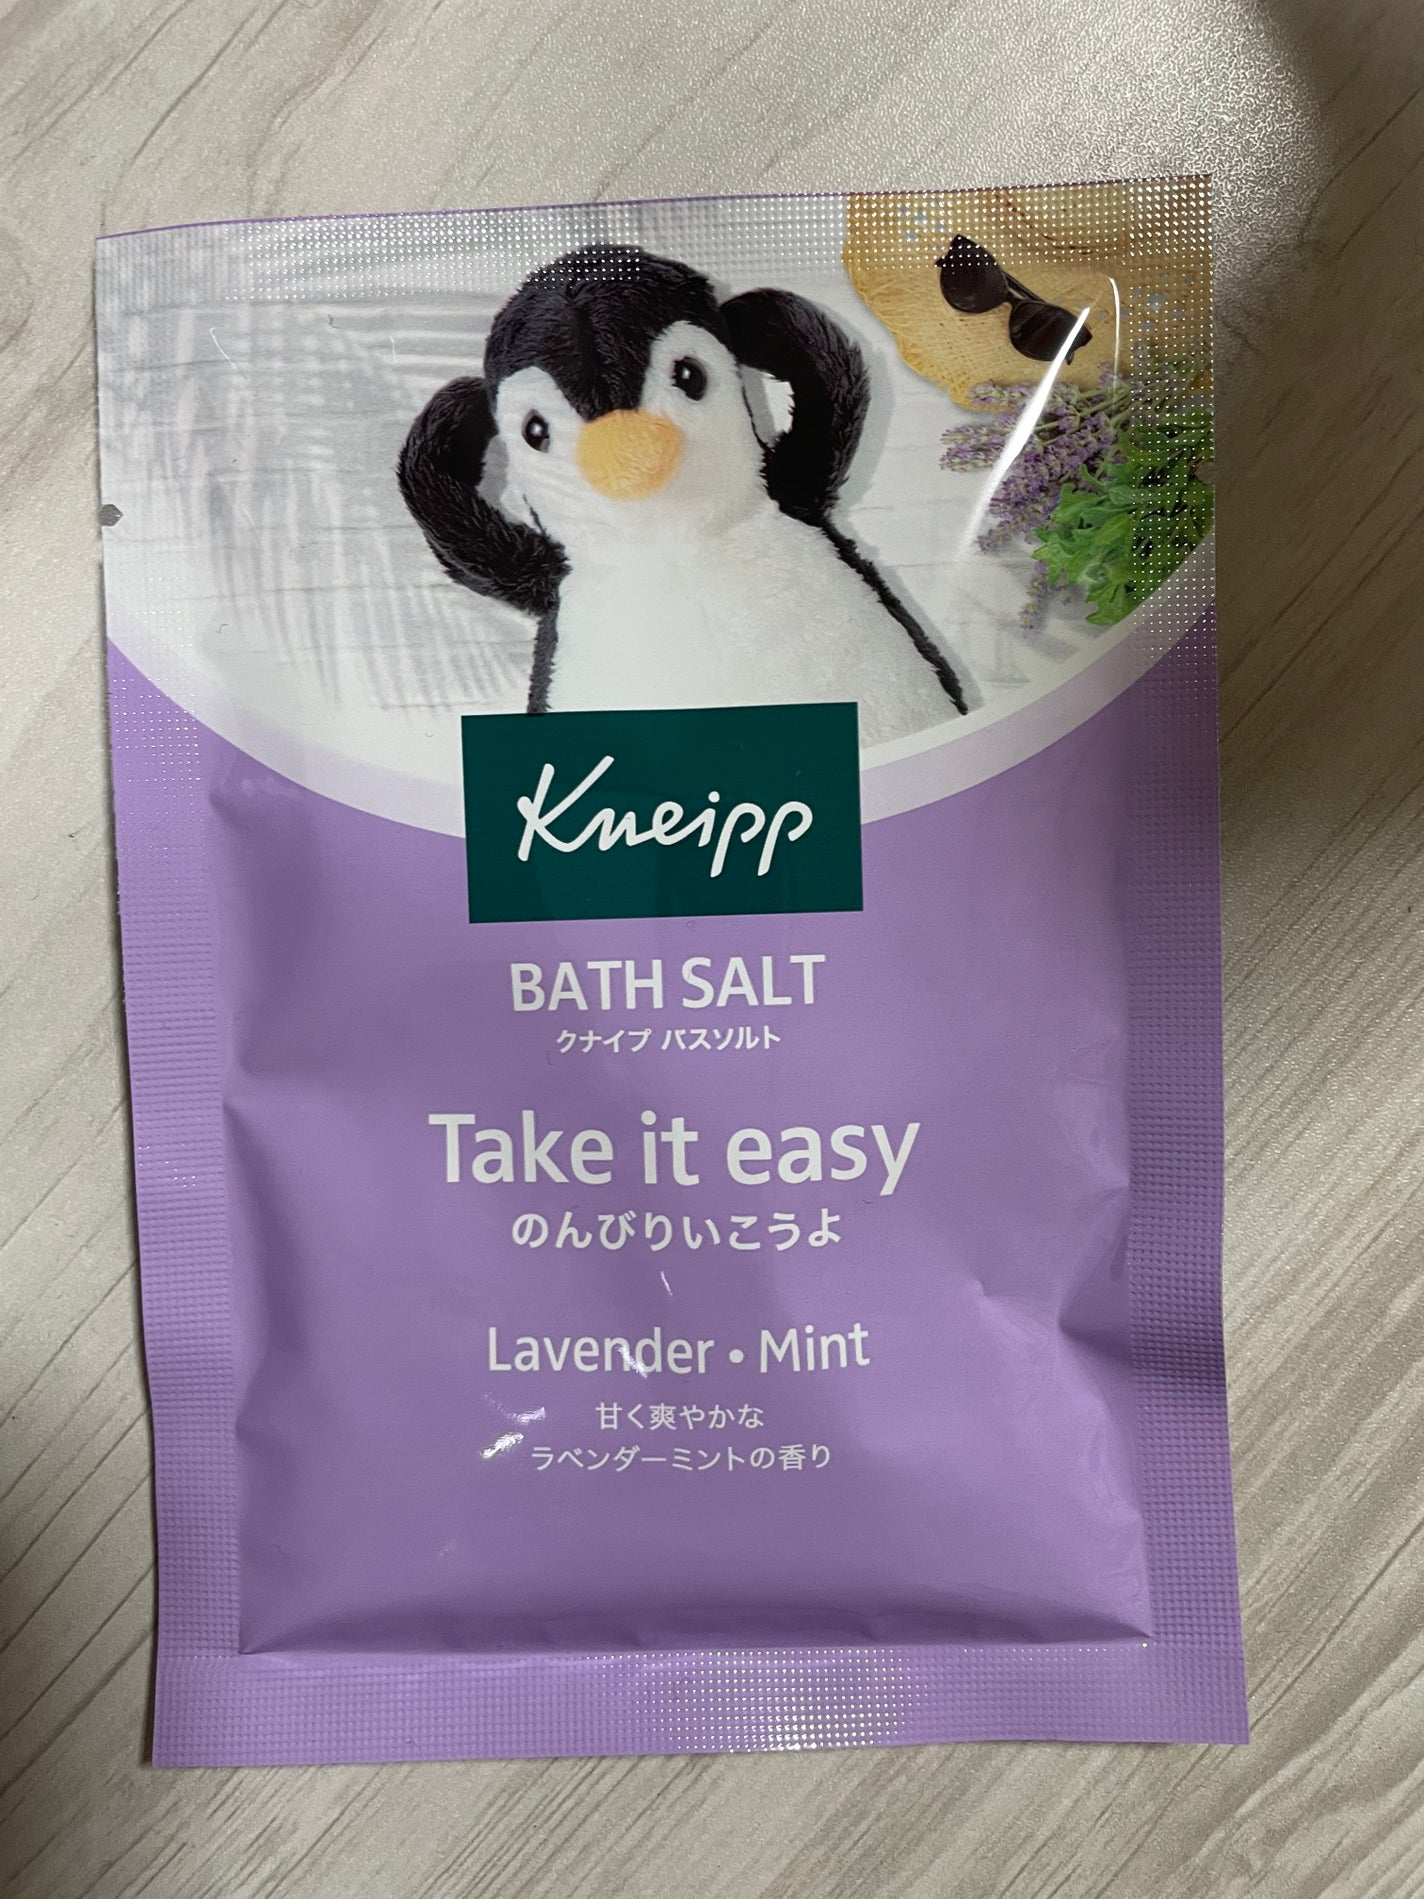 Kneipp
BATH SALT
クナイプ バスソルト
Take it easy
のんびりいこうよ
Lavender・Mint
甘く爽やかな
ラベンダーミントの香り